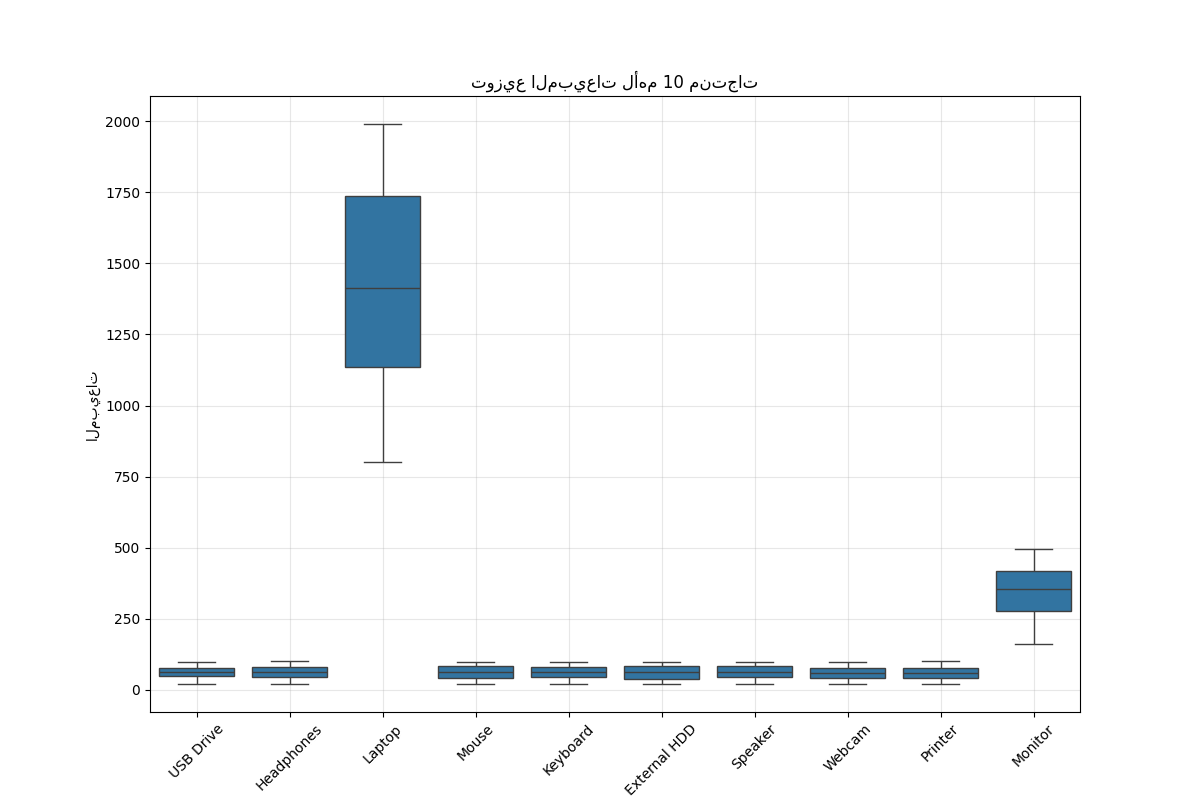 توزيع المبيعات لأهم 10 منتجات
المبيعات
2000
1750
1500
1250
1000
750
500
250
0
USB Drive
Headphones
Laptop
Mouse
Keyboard
External HDD
Speaker
Webcam
Printer
Monitor